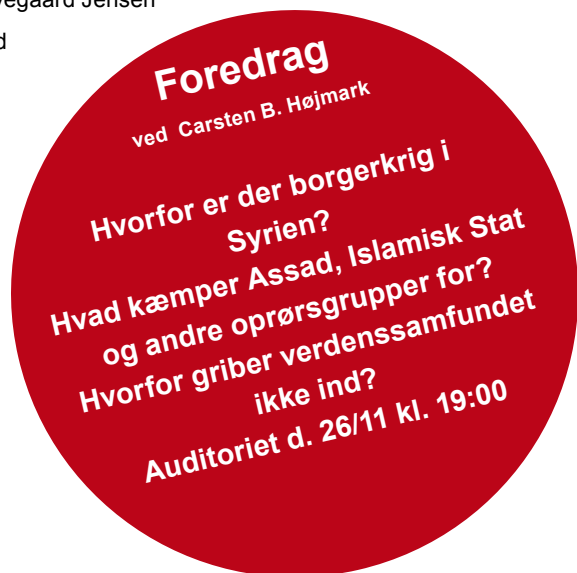 Jensen
Foredrag
ved Carsten B. Højmark
Hvorfor er der borgerkrig i
Syrien?
Hvad kæmper Assad, Islamisk Stat
og andre oprørsgrupper for?
Hvorfor griber verdenssamfundet
ikke ind?
Auditoriet d. 26/11 kl. 19:00